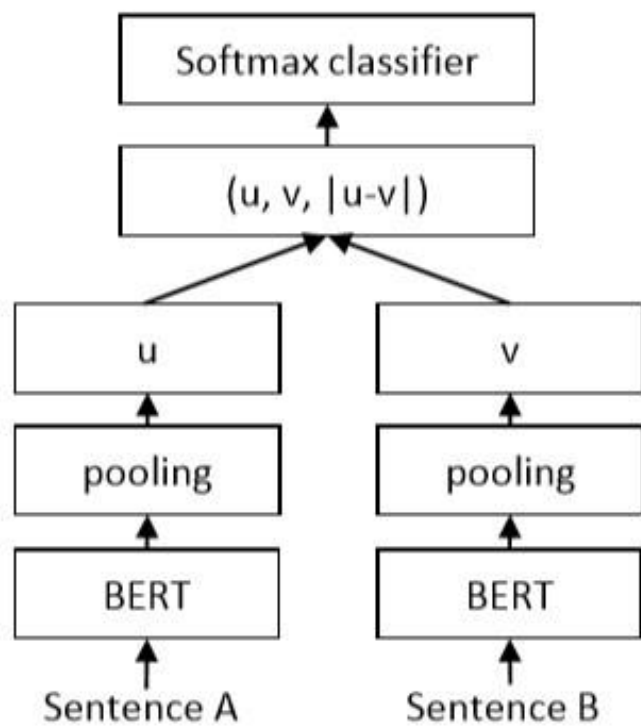 Softmax classifier
(u, v, |u-v|)
u v
pooling pooling
BERT BERT
Sentence A Sentence B